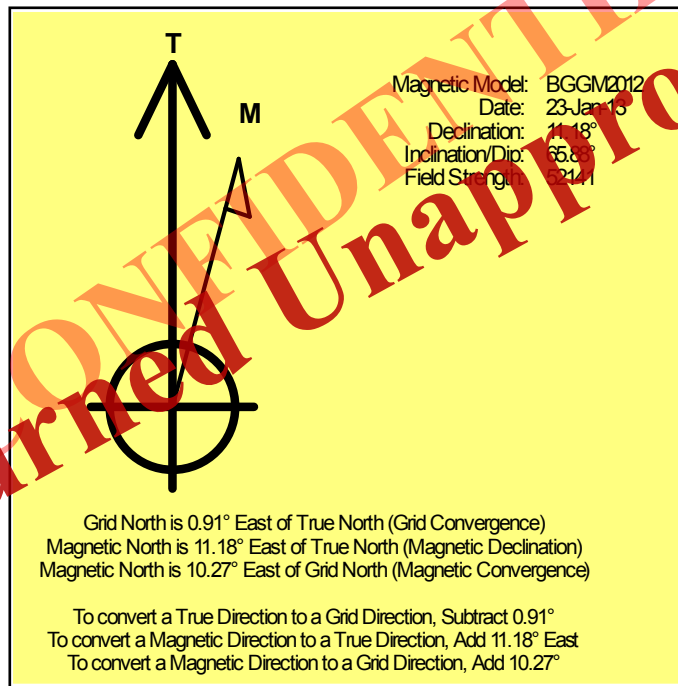 T
M
Magnetic Model: BGGM2012
Date: 23-Jan-13
Declination: 11.18°
Inclination/Dip: 65.88°
Field Strength: 52141
Grid North is 0.91° East of True North (Grid Convergence)
Magnetic North is 11.18° East of True North (Magnetic Declination)
Magnetic North is 10.27° East of Grid North (Magnetic Convergence)
To convert a True Direction to a Grid Direction, Subtract 0.91°
To convert a Magnetic Direction to a True Direction, Add 11.18° East
To convert a Magnetic Direction to a Grid Direction, Add 10.27°
ONFIDENTI
arned Unappro